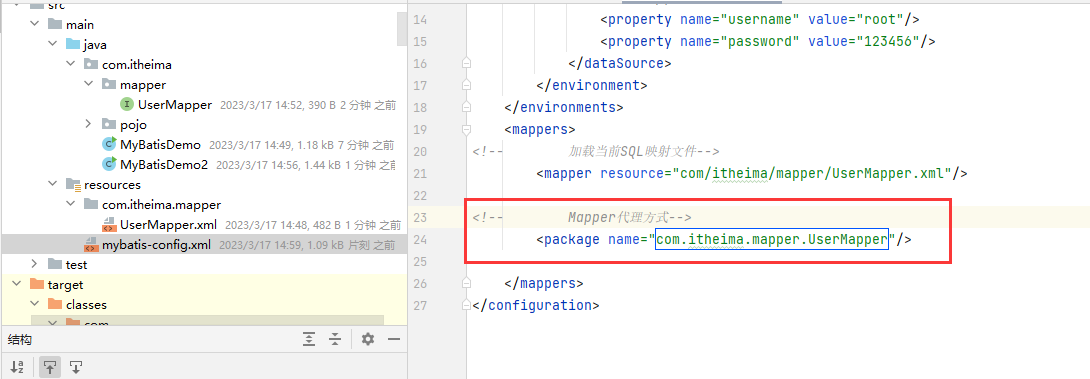 src
main
java
com.itheima
mapper
UserMapper 2023/3/17 14:52, 390 B 2 分钟 之前
pojo
MyBatisDemo 2023/3/17 14:49, 1.18 kB 7 分钟 之前
MyBatisDemo2 2023/3/17 14:56, 1.44 kB 1 分钟 之前
resources
com.itheima.mapper
UserMapper.xml 2023/3/17 14:48, 482 B 1 分钟 之前
mybatis-config.xml 2023/3/17 14:59, 1.09 kB 片刻 之前
test
target
classes
com
结构
14 <property name="username" value="root"/>
15 <property name="password" value="123456"/>
16 </dataSource>
17 </environment>
18 </environments>
19 <mappers>
20 <!-- 加载当前SQL映射文件-->
21 <mapper resource="com/itheima/mapper/UserMapper.xml"/>
22
23 <!-- Mapper代理方式-->
24 <package name="com.itheima.mapper.UserMapper"/>
25
26 </mappers>
27 </configuration>